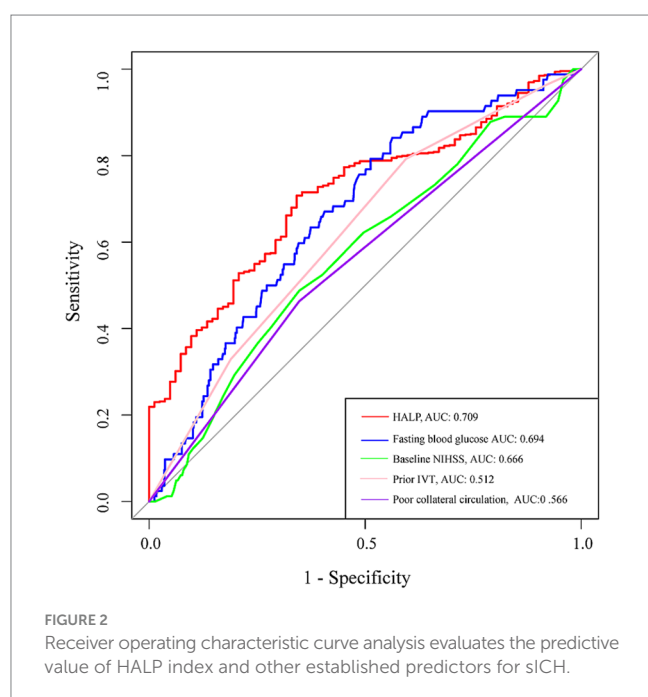 1.0
0.8
0.6
0.4
0.2
0.0
Sensitivity
HALP, AUC: 0.709
Fasting blood glucose AUC: 0.694
Baseline NIHSS, AUC: 0.666
Prior IVT, AUC: 0.512
Poor collateral circulation, AUC:0 .566
0.0 0.5 1.0
1 - Specificity
FIGURE 2
Receiver operating characteristic curve analysis evaluates the predictive
value of HALP index and other established predictors for sICH.